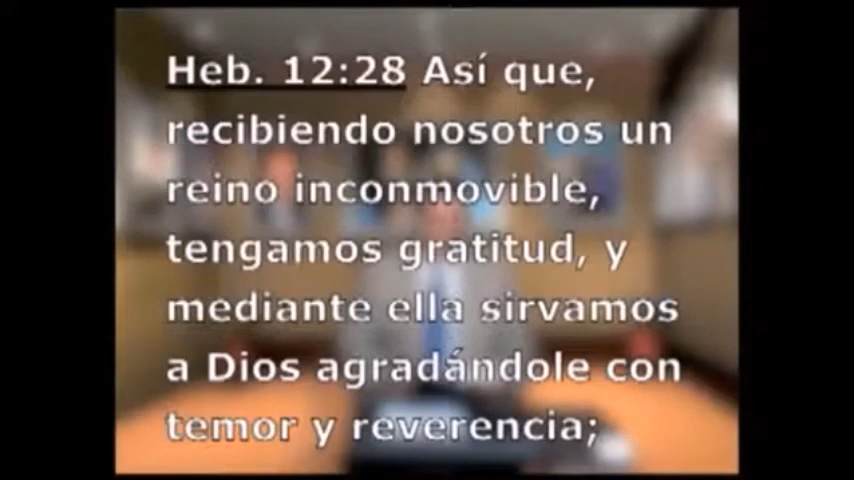 Heb. 12:28 Así que,
recibiendo nosotros un
reino inconmovible,
tengamos gratitud, y
mediante ella sirvamos
a Dios agradándole con
temor y reverencia;